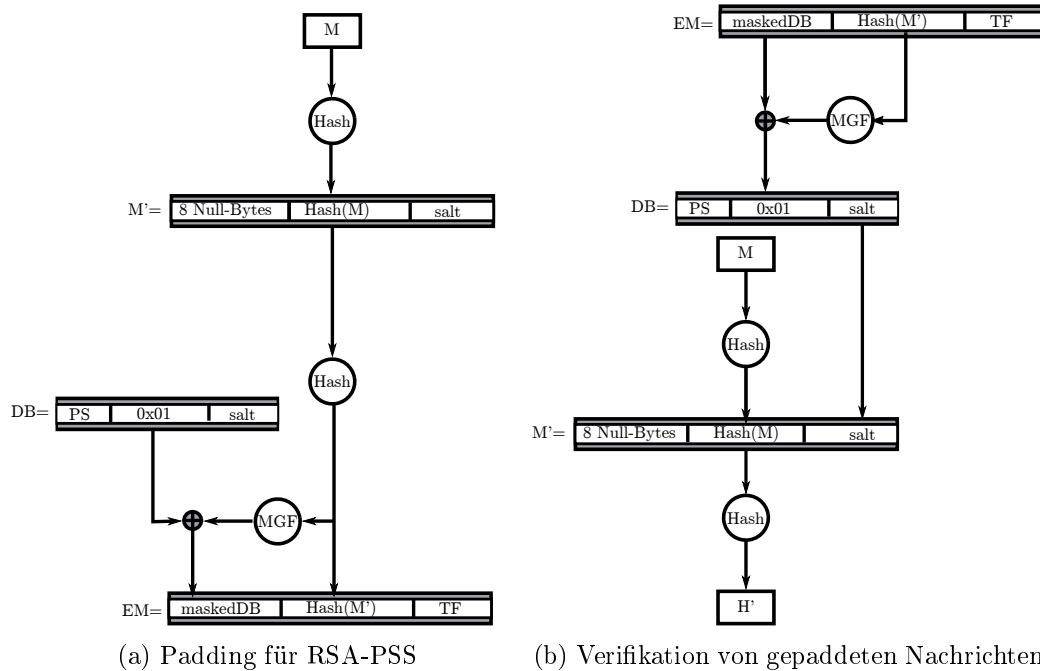 M
Hash
M'= 8 Null-Bytes Hash(M) salt
Hash
DB= PS 0x01 salt
MGF
EM= maskedDB Hash(M') TF
(a) Padding für RSA-PSS
EM= maskedDB Hash(M') TF
MGF
DB= PS 0x01 salt
M
Hash
M'= 8 Null-Bytes Hash(M) salt
Hash
H'
(b) Verifikation von gepaddeten Nachrichten